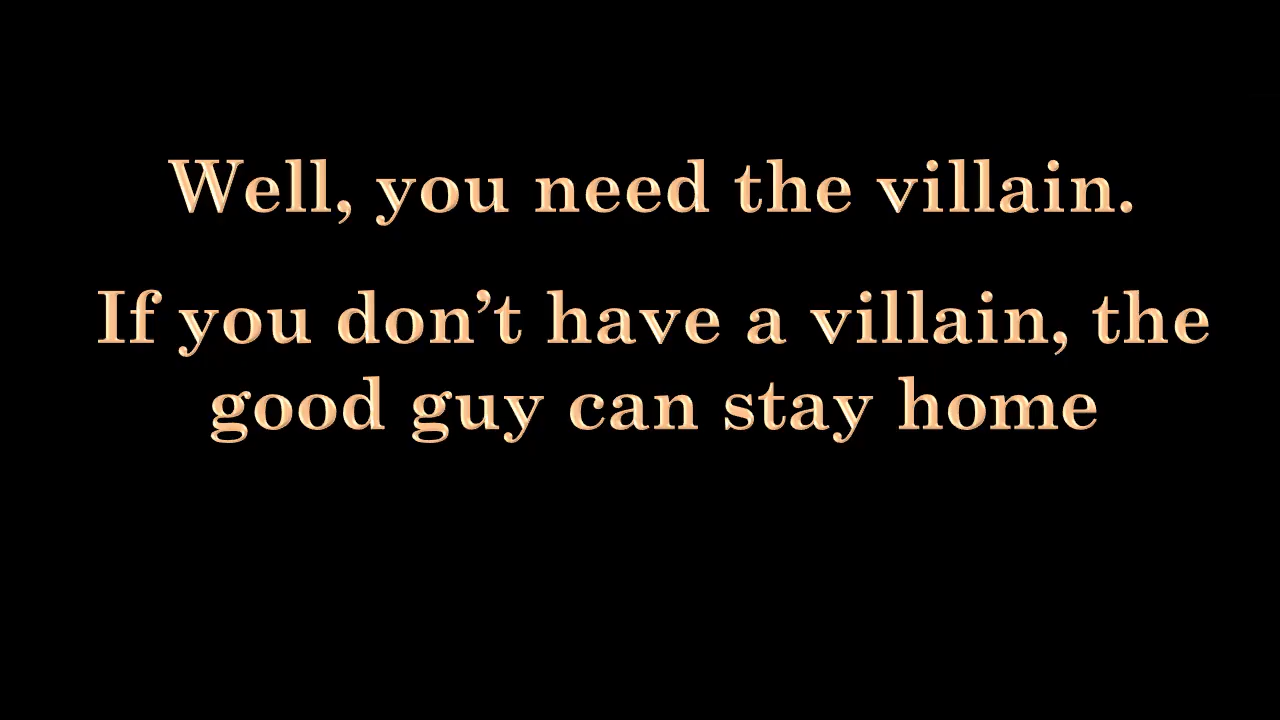 Well, you need the villain.
If you don’t have a villain, the
good guy can stay home